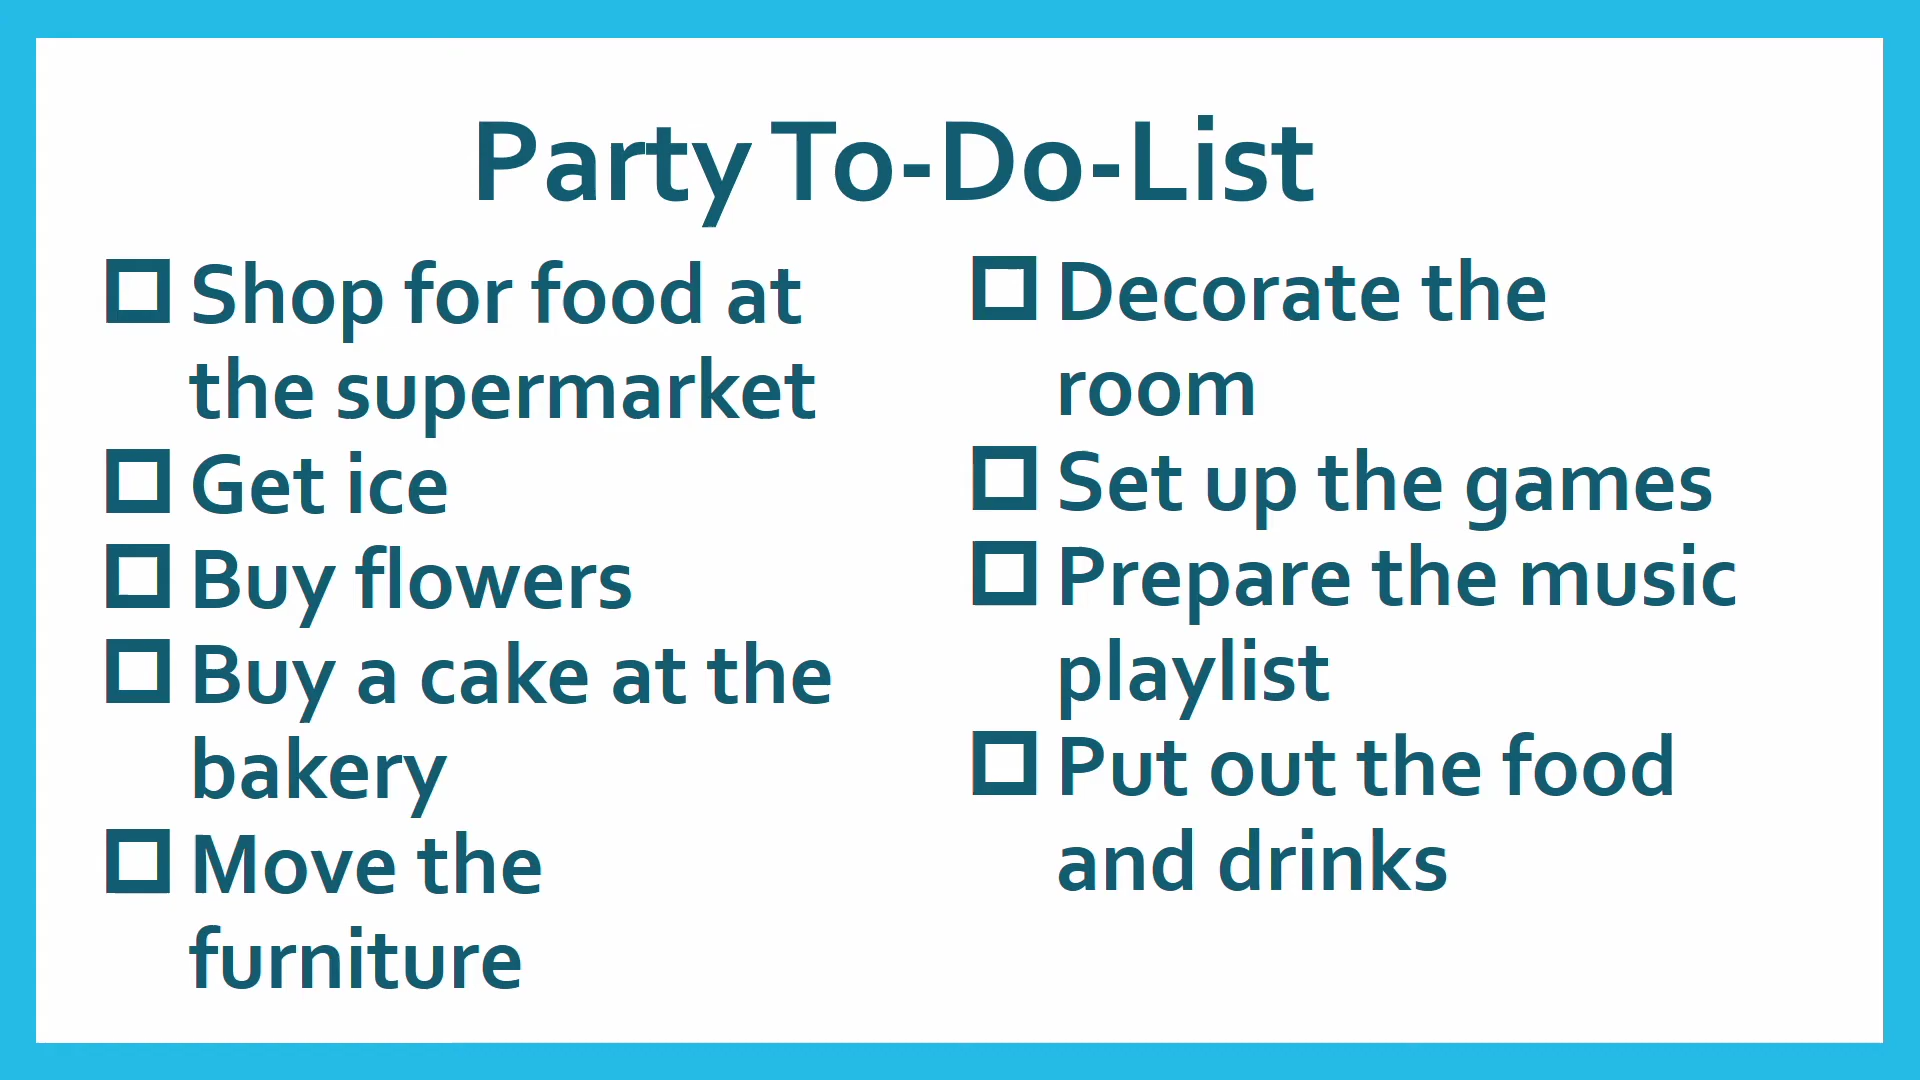 Party To-Do-List
Shop for food at
the supermarket
Get ice
Buy flowers
Buy a cake at the
bakery
Move the
furniture
Decorate the
room
Set up the games
Prepare the music
playlist
Put out the food
and drinks